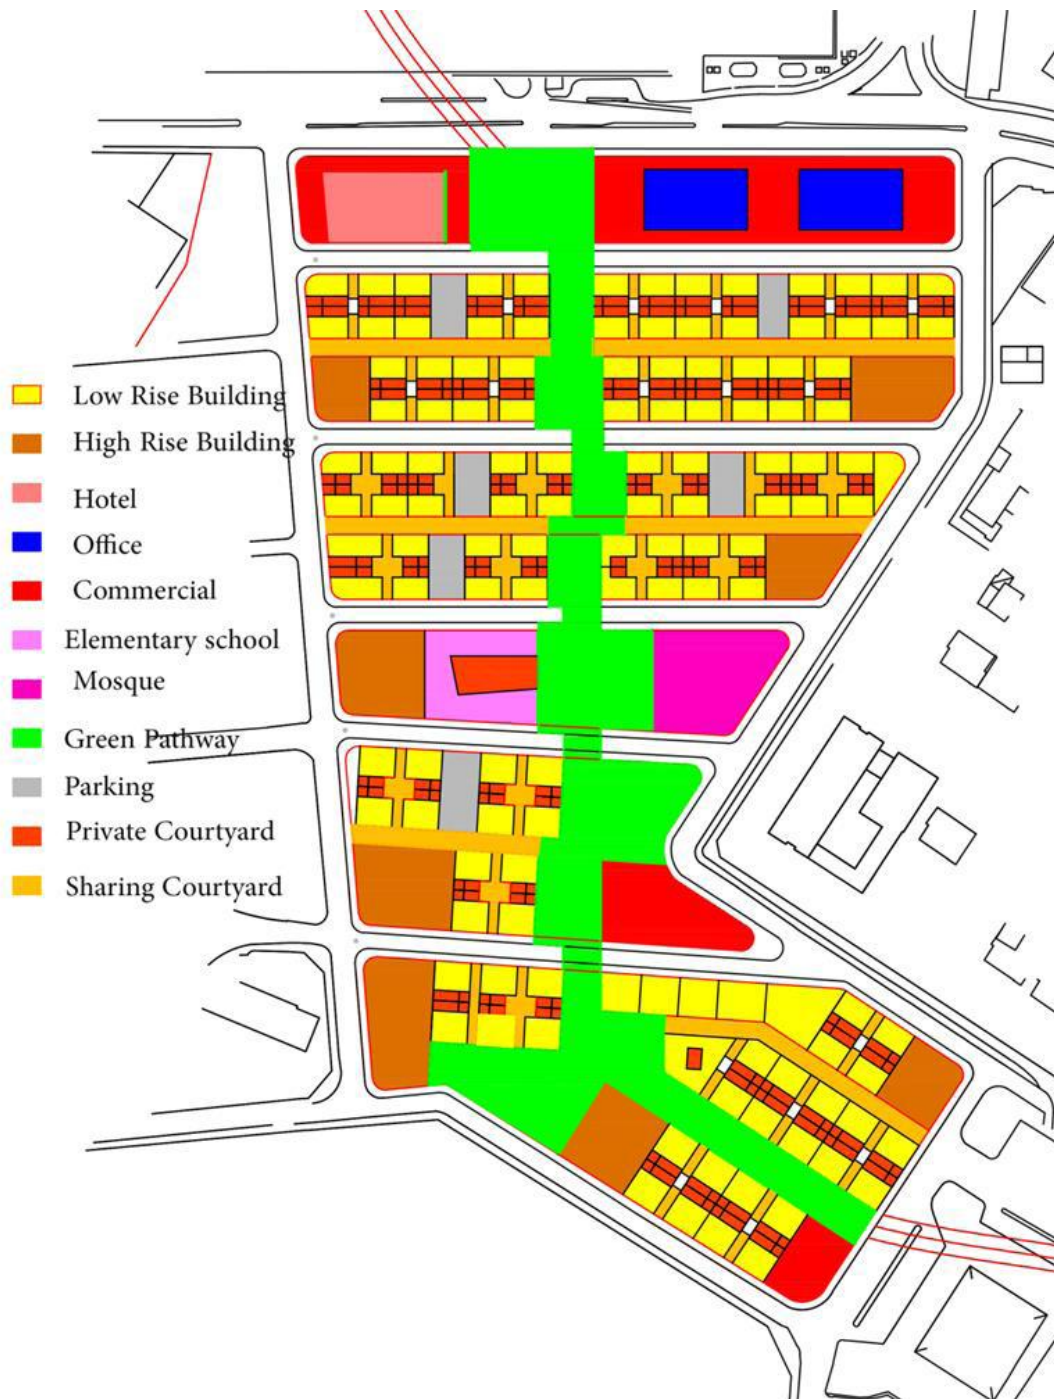 Low Rise Building
High Rise Building
Hotel
Office
Commercial
Elementary school
Mosque
Green Pathway
Parking
Private Courtyard
Sharing Courtyard